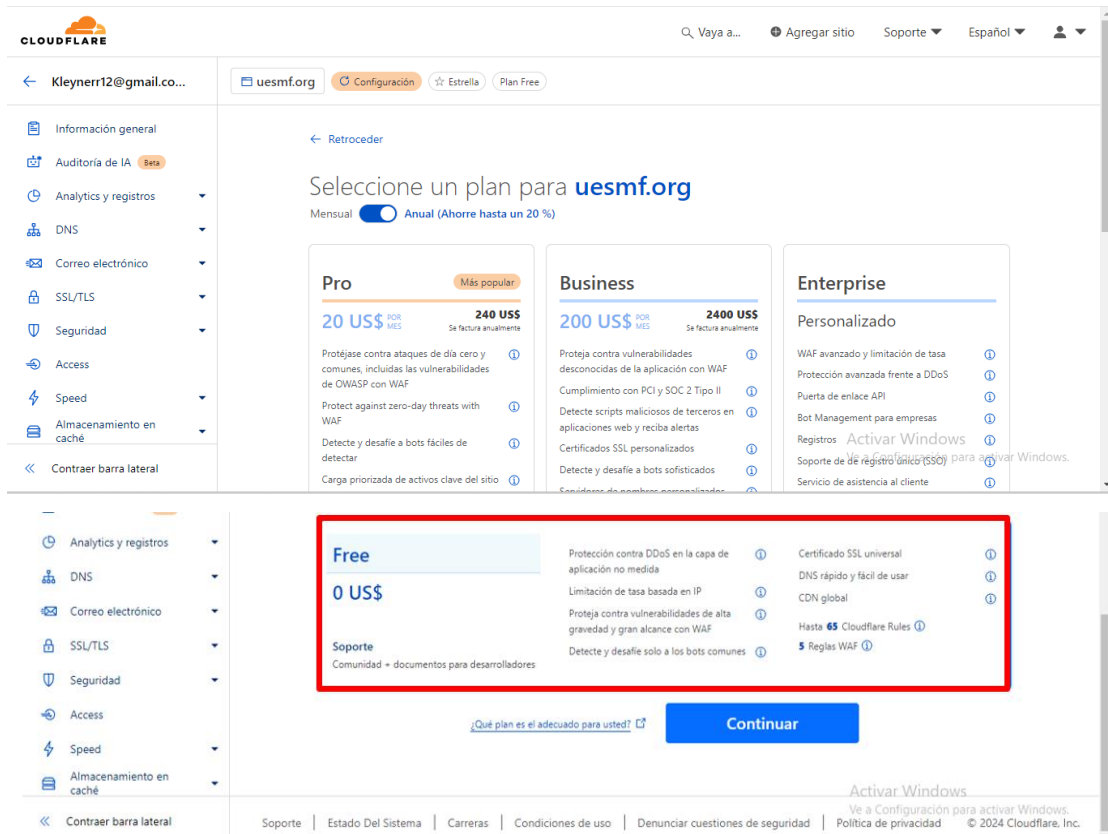 CLOUDFLARE
Vaya a...
Agregar sitio
Soporte
Español
Kleynerr12@gmail.co...
uesmf.org
Configuración
Estrella
Plan Free
Información general
Auditoría de IA Beta
Analytics y registros
DNS
Correo electrónico
SSL/TLS
Seguridad
Access
Speed
Almacenamiento en
caché
Contraer barra lateral
Retroceder
Seleccione un plan para uesmf.org
Mensual Anual (Ahorre hasta un 20 %)
Pro Más popular
20 US$ POR MES
240 US$
Se factura anualmente
Protéjase contra ataques de día cero y
comunes, incluidas las vulnerabilidades
de OWASP con WAF
Protect against zero-day threats with
WAF
Detecte y desafíe a bots fáciles de
detectar
Carga priorizada de activos clave del sitio
Business
200 US$ POR MES
2400 US$
Se factura anualmente
Proteja contra vulnerabilidades
desconocidas de la aplicación con WAF
Cumplimiento con PCI y SOC 2 Tipo II
Detecte scripts maliciosos de terceros en
aplicaciones web y reciba alertas
Certificados SSL personalizados
Detecte y desafíe a bots sofisticados
Servidores de nombres personalizados
Enterprise
Personalizado
WAF avanzado y limitación de tasa
Protección avanzada frente a DDoS
Puerta de enlace API
Bot Management para empresas
Registros
Soporte de de registro único (SSO)
Servicio de asistencia al cliente
Activar Windows
Ve a Configuración para activar Windows.
Analytics y registros
DNS
Correo electrónico
SSL/TLS
Seguridad
Access
Speed
Almacenamiento en
caché
Contraer barra lateral
Free
0 US$
Soporte
Comunidad + documentos para desarrolladores
Protección contra DDoS en la capa de
aplicación no medida
Limitación de tasa basada en IP
Proteja contra vulnerabilidades de alta
gravedad y gran alcance con WAF
Detecte y desafíe solo a los bots comunes
Certificado SSL universal
DNS rápido y fácil de usar
CDN global
Hasta 65 Cloudflare Rules
5 Reglas WAF
¿Qué plan es el adecuado para usted?
Continuar
Activar Windows
Ve a Configuración para activar Windows.
Soporte | Estado Del Sistema | Carreras | Condiciones de uso | Denunciar cuestiones de seguridad | Política de privacidad © 2024 Cloudflare, Inc.